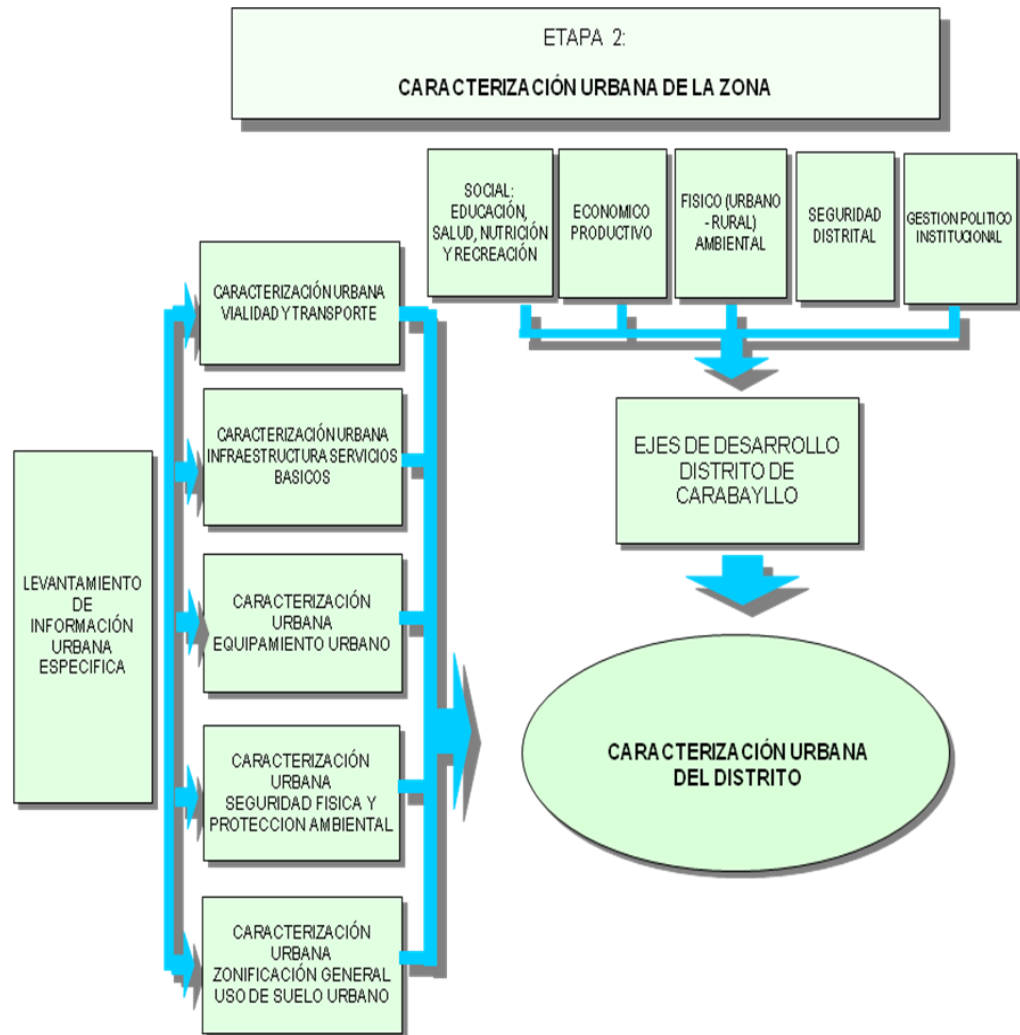 ETAPA 2:
CARACTERIZACIÓN URBANA DE LA ZONA
SOCIAL:
EDUCACIÓN,
SALUD, NUTRICIÓN
Y RECREACIÓN
ECONOMICO
PRODUCTIVO
FISICO (URBANO
- RURAL)
AMBIENTAL
SEGURIDAD
DISTRITAL
GESTION POLITICO
INSTITUCIONAL
CARACTERIZACIÓN URBANA
VIALIDAD Y TRANSPORTE
CARACTERIZACIÓN URBANA
INFRAESTRUCTURA SERVICIOS
BASICOS
EJES DE DESARROLLO
DISTRITO DE
CARABAYLLO
LEVANTAMIENTO
DE
INFORMACIÓN
URBANA
ESPECIFICA
CARACTERIZACIÓN
URBANA
EQUIPAMIENTO URBANO
CARACTERIZACIÓN
URBANA
SEGURIDAD FISICA Y
PROTECCION AMBIENTAL
CARACTERIZACIÓN URBANA
DEL DISTRITO
CARACTERIZACIÓN
URBANA
ZONIFICACIÓN GENERAL
USO DE SUELO URBANO